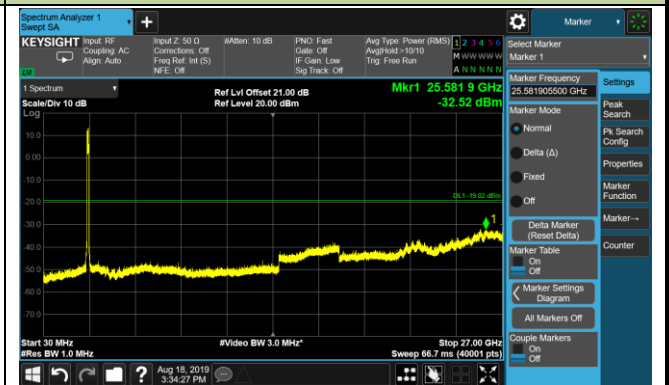 Spectrum Analyzer 1
Swept SA
Marker
KEYSIGHT
Input: RF
Coupling: AC
Align: Auto
Input Z: 50 Ω
Corrections: Off
Freq Ref: Int (S)
NFE: Off
#Atten: 10 dB
PNO: Fast
Gate: Off
IF Gain: Low
Sig Track: Off
Avg Type: Power (RMS)
Avg|Hold:>10/10
Trig: Free Run
1 2 3 4 5 6
M W W W W W
A N N N N N
Select Marker
Marker 1
1 Spectrum
Scale/Div 10 dB
Ref Lvl Offset 21.00 dB
Ref Level 20.00 dBm
Mkr1 25.581 9 GHz
-32.52 dBm
Log
10.0
0.00
-10.0
-20.0
-30.0
-40.0
-50.0
-60.0
-70.0
DL1 -19.02 dBm
1
Start 30 MHz
#Res BW 1.0 MHz
#Video BW 3.0 MHz*
Stop 27.00 GHz
Sweep 66.7 ms (40001 pts)
Marker Frequency
25.581905500 GHz
Marker Mode
Normal
Delta (Δ)
Fixed
Off
Delta Marker
(Reset Delta)
Marker Table
On
Off
Marker Settings
Diagram
All Markers Off
Couple Markers
On
Off
Settings
Peak
Search
Pk Search
Config
Properties
Marker
Function
Marker→
Counter
Aug 18, 2019
3:34:27 PM